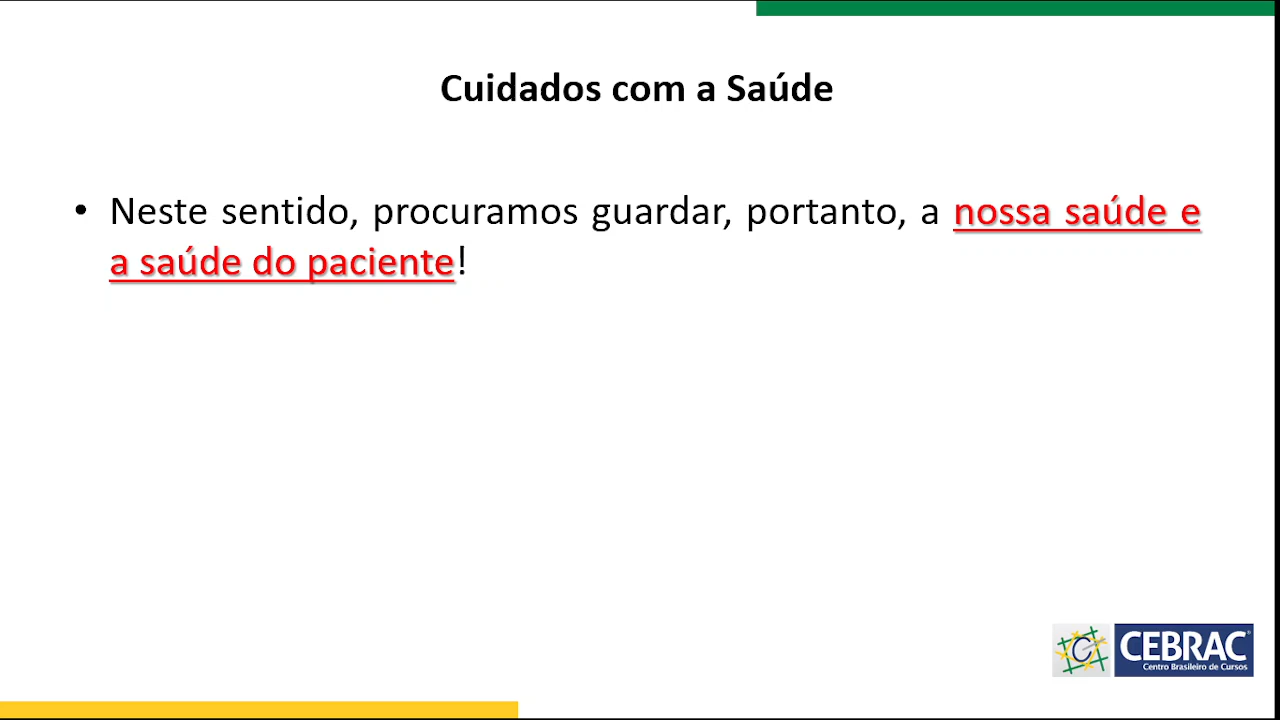 Cuidados com a Saúde
• Neste sentido, procuramos guardar, portanto, a nossa saúde e
a saúde do paciente!
CEBRAC®
Centro Brasileiro de Cursos